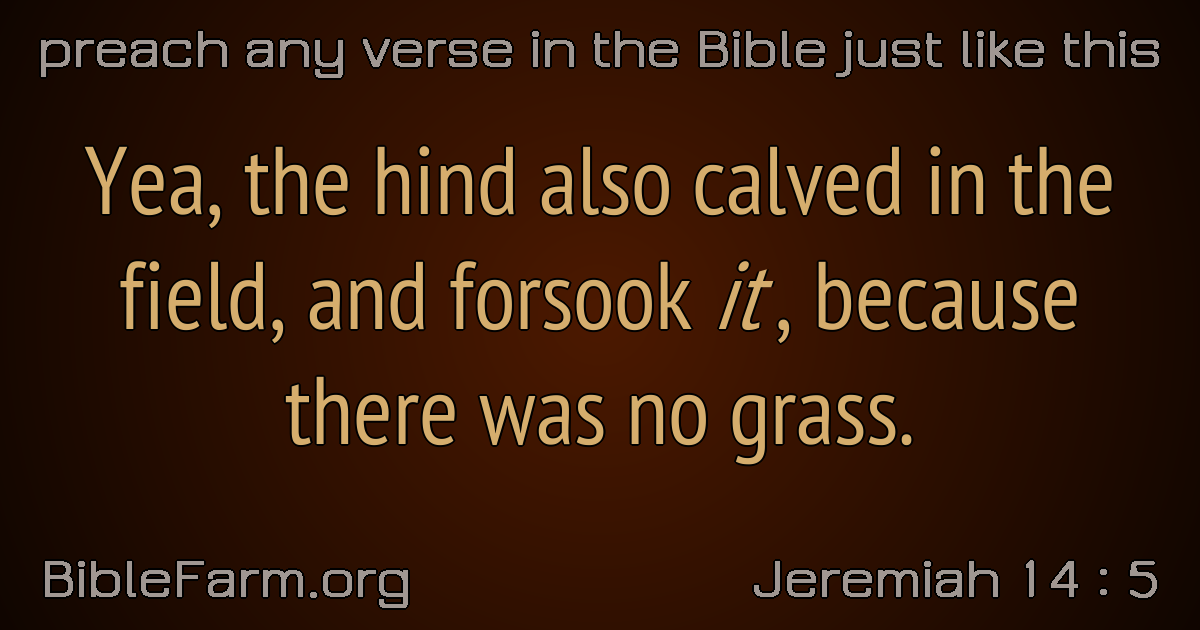 preach any verse in the Bible just like this
Yea, the hind also calved in the
field, and forsook it, because
there was no grass.
BibleFarm.org
Jeremiah 14 : 5